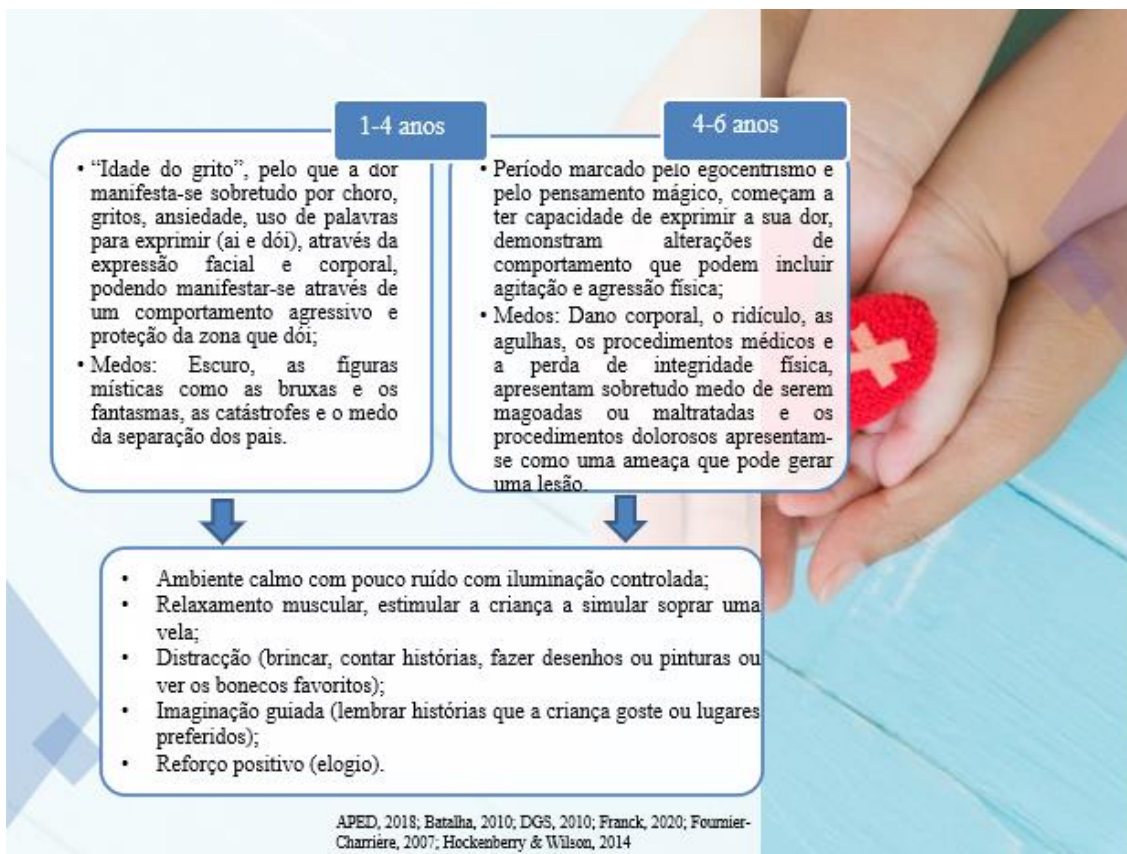 1-4 anos
• “Idade do grito”, pelo que a dor
manifesta-se sobretudo por choro,
gritos, ansiedade, uso de palavras
para exprimir (ai e dói), através da
expressão facial e corporal,
podendo manifestar-se através de
um comportamento agressivo e
proteção da zona que dói;
• Medos: Escuro, as figuras
místicas como as bruxas e os
fantasmas, as catástrofes e o medo
da separação dos pais.
4-6 anos
• Período marcado pelo egocentrismo e
pelo pensamento mágico, começam a
ter capacidade de exprimir a sua dor,
demonstram alterações de
comportamento que podem incluir
agitação e agressão física;
• Medos: Dano corporal, o ridículo, as
agulhas, os procedimentos médicos e
a perda de integridade física,
apresentam sobretudo medo de serem
magoadas ou maltratadas e os
procedimentos dolorosos apresentam-
se como uma ameaça que pode gerar
uma lesão.
• Ambiente calmo com pouco ruído com iluminação controlada;
• Relaxamento muscular, estimular a criança a simular soprar uma
vela;
• Distracção (brincar, contar histórias, fazer desenhos ou pinturas ou
ver os bonecos favoritos);
• Imaginação guiada (lembrar histórias que a criança goste ou lugares
preferidos);
• Reforço positivo (elogio).
APED, 2018; Batalha, 2010; DGS, 2010; Franck, 2020; Fournier-
Charrière, 2007; Hockenberry & Wilson, 2014